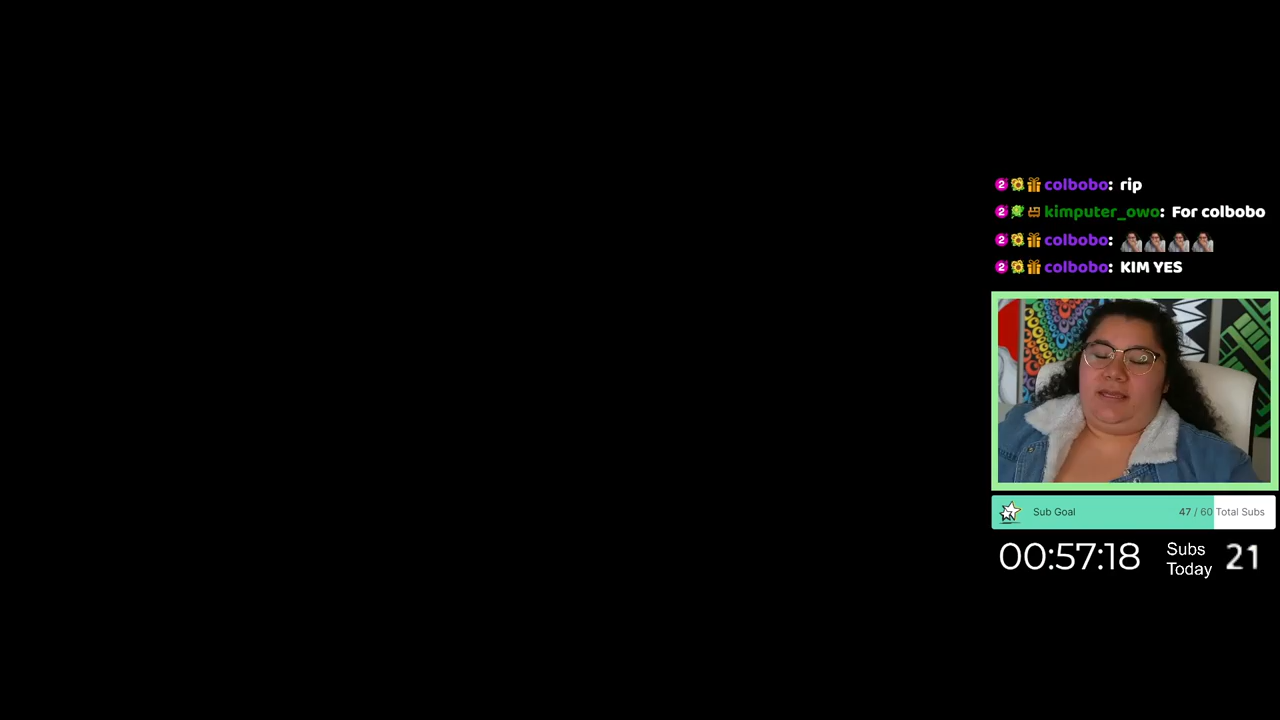 colbobo: rip
kimputer_owo: For colbobo
colbobo:
colbobo: KIM YES
Sub Goal 47 / 60 Total Subs
00:57:18 Subs Today 21